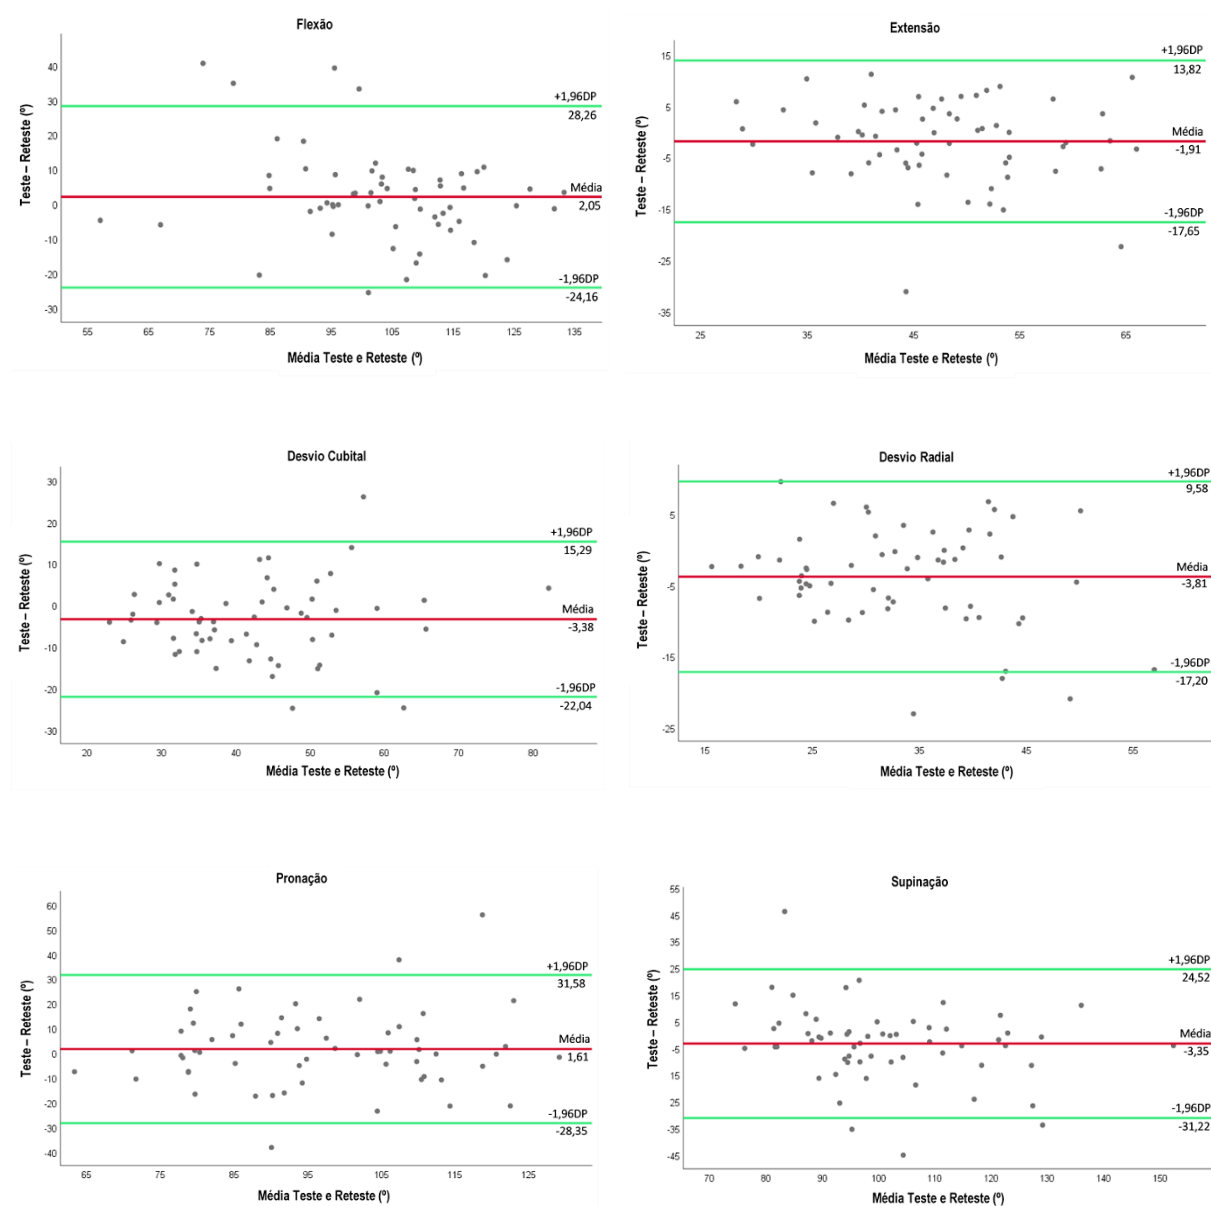 Flexão
Teste – Reteste (º)
40
30
20
10
0
-10
-20
-30
+1,96DP
28,26
Média
2,05
-1,96DP
-24,16
55 65 75 85 95 105 115 125 135
Média Teste e Reteste (º)
Extensão
Teste – Reteste (º)
15
5
-5
-15
-25
-35
+1,96DP
13,82
Média
-1,91
-1,96DP
-17,65
25 35 45 55 65
Média Teste e Reteste (º)
Desvio Cubital
Teste – Reteste (º)
30
20
10
0
-10
-20
-30
+1,96DP
15,29
Média
-3,38
-1,96DP
-22,04
20 30 40 50 60 70 80
Média Teste e Reteste (º)
Desvio Radial
Teste – Reteste (º)
5
-5
-15
-25
+1,96DP
9,58
Média
-3,81
-1,96DP
-17,20
15 25 35 45 55
Média Teste e Reteste (º)
Pronação
Teste – Reteste (º)
60
50
40
30
20
10
0
-10
-20
-30
-40
+1,96DP
31,58
Média
1,61
-1,96DP
-28,35
65 75 85 95 105 115 125
Média Teste e Reteste (º)
Supinação
Teste – Reteste (º)
55
45
35
25
15
5
-5
-15
25
-35
-45
+1,96DP
24,52
Média
-3,35
-1,96DP
-31,22
70 80 90 100 110 120 130 140 150
Média Teste e Reteste (º)